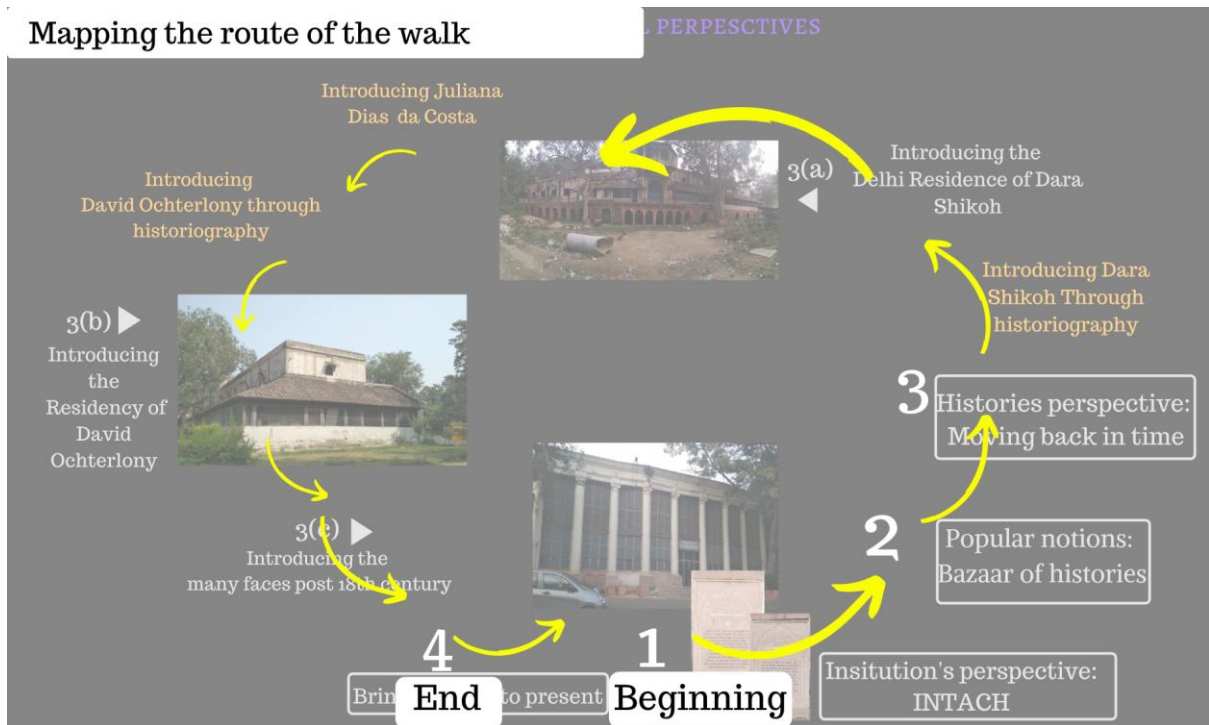 Mapping the route of the walk
L PERPESCTIVES
Introducing Juliana
Dias da Costa
Introducing
David Ochterlony through
historiography
3(a)
Introducing the
Delhi Residence of Dara
Shikoh
Introducing Dara
Shikoh Through
historiography
3(b)
Introducing
the
Residency of
David
Ochterlony
3
Histories perspective:
Moving back in time
3(c)
Introducing the
many faces post 18th century
2
Popular notions:
Bazaar of histories
4
Brin
End
to present
1
Beginning
Insitution's perspective:
INTACH